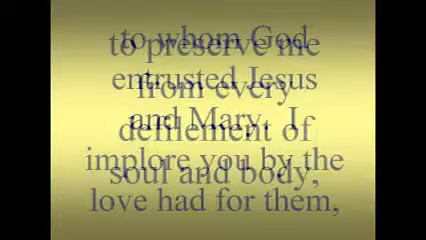 to whom God
to preserve me
entrusted Jesus
from every
and Mary. I
defilement of
implore you by the
soul and body,
love had for them,